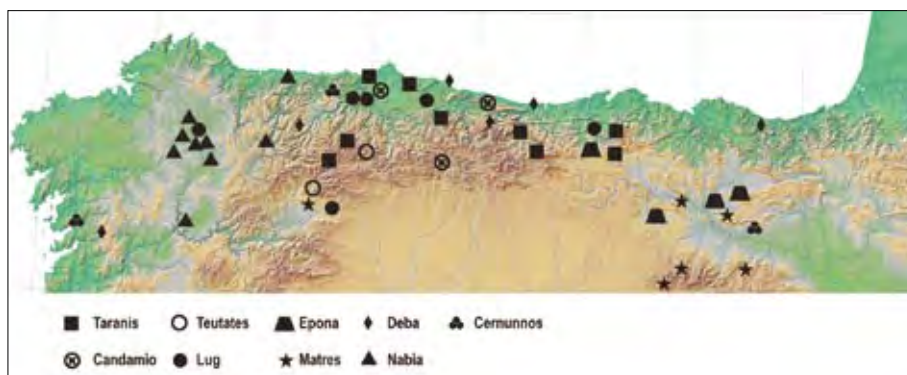 Taranis Teutates Epona Deba Cernunnos
Candamio Lug Matres Nabia